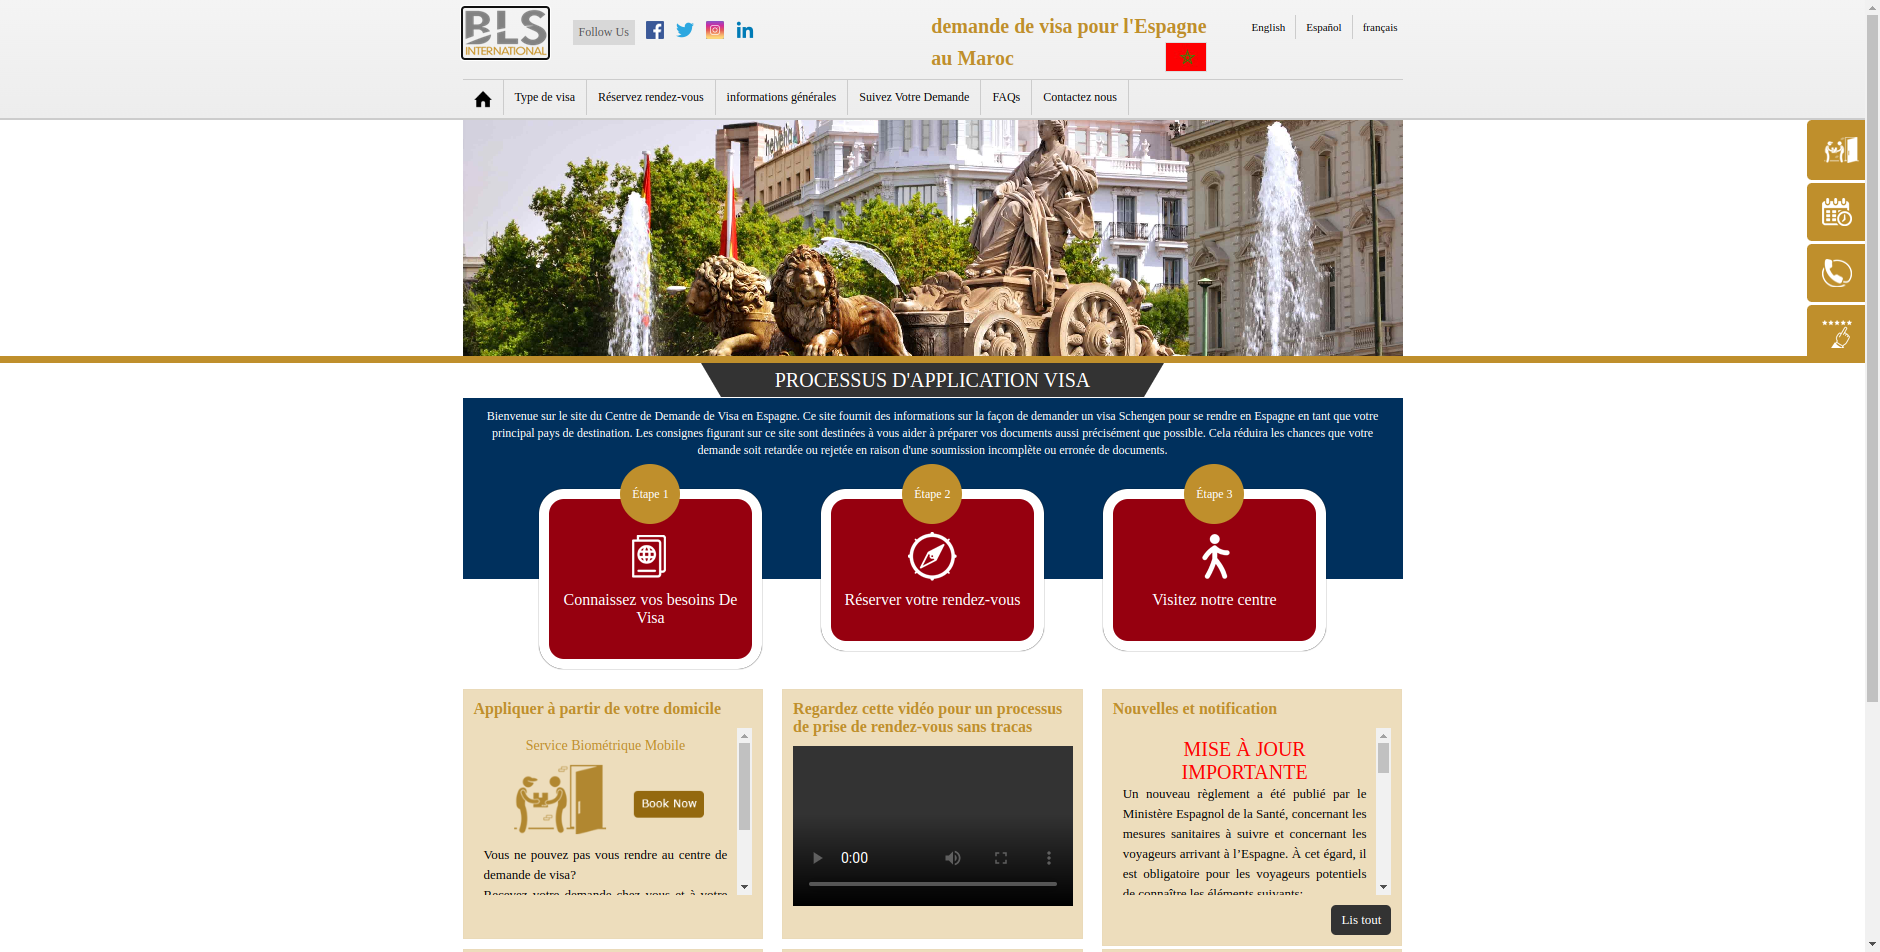 BLS
INTERNATIONAL
Follow Us
demande de visa pour l'Espagne
au Maroc
English
Español
français
Type de visa
Réservez rendez-vous
informations générales
Suivez Votre Demande
FAQs
Contactez nous
PROCESSUS D'APPLICATION VISA
Bienvenue sur le site du Centre de Demande de Visa en Espagne. Ce site fournit des informations sur la façon de demander un visa Schengen pour se rendre en Espagne en tant que votre
principal pays de destination. Les consignes figurant sur ce site sont destinées à vous aider à préparer vos documents aussi précisément que possible. Cela réduira les chances que votre
demande soit retardée ou rejetée en raison d'une soumission incomplète ou erronée de documents.
Étape 1
Connaissez vos besoins De
Visa
Étape 2
Réserver votre rendez-vous
Étape 3
Visitez notre centre
Appliquer à partir de votre domicile
Service Biométrique Mobile
Book Now
Vous ne pouvez pas vous rendre au centre de
demande de visa?
Recevez votre demande chez vous et à votre
Regardez cette vidéo pour un processus
de prise de rendez-vous sans tracas
0:00
Nouvelles et notification
MISE À JOUR
IMPORTANTE
Un nouveau règlement a été publié par le
Ministère Espagnol de la Santé, concernant les
mesures sanitaires à suivre et concernant les
voyageurs arrivant à l’Espagne. À cet égard, il
est obligatoire pour les voyageurs potentiels
de connaître les éléments suivants:
Lis tout